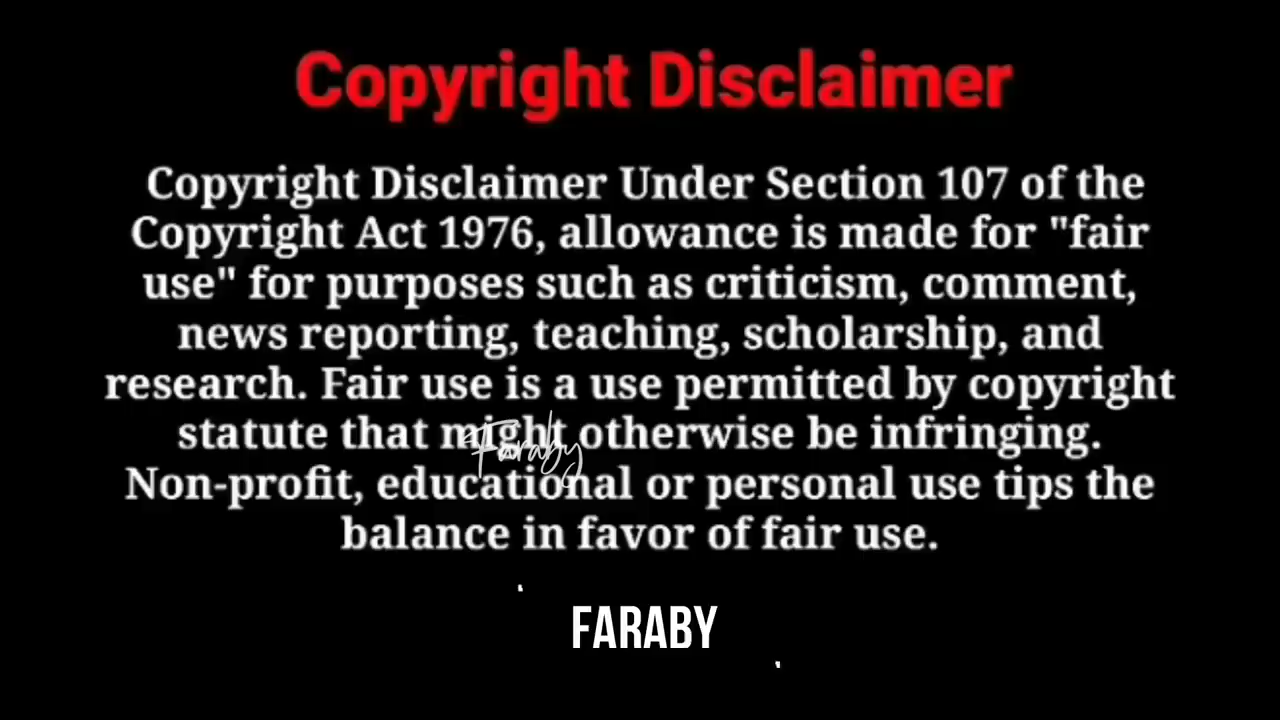 Copyright Disclaimer
Copyright Disclaimer Under Section 107 of the
Copyright Act 1976, allowance is made for "fair
use" for purposes such as criticism, comment,
news reporting, teaching, scholarship, and
research. Fair use is a use permitted by copyright
statute that might otherwise be infringing.
Faraby
Non-profit, educational or personal use tips the
balance in favor of fair use.
FARABY